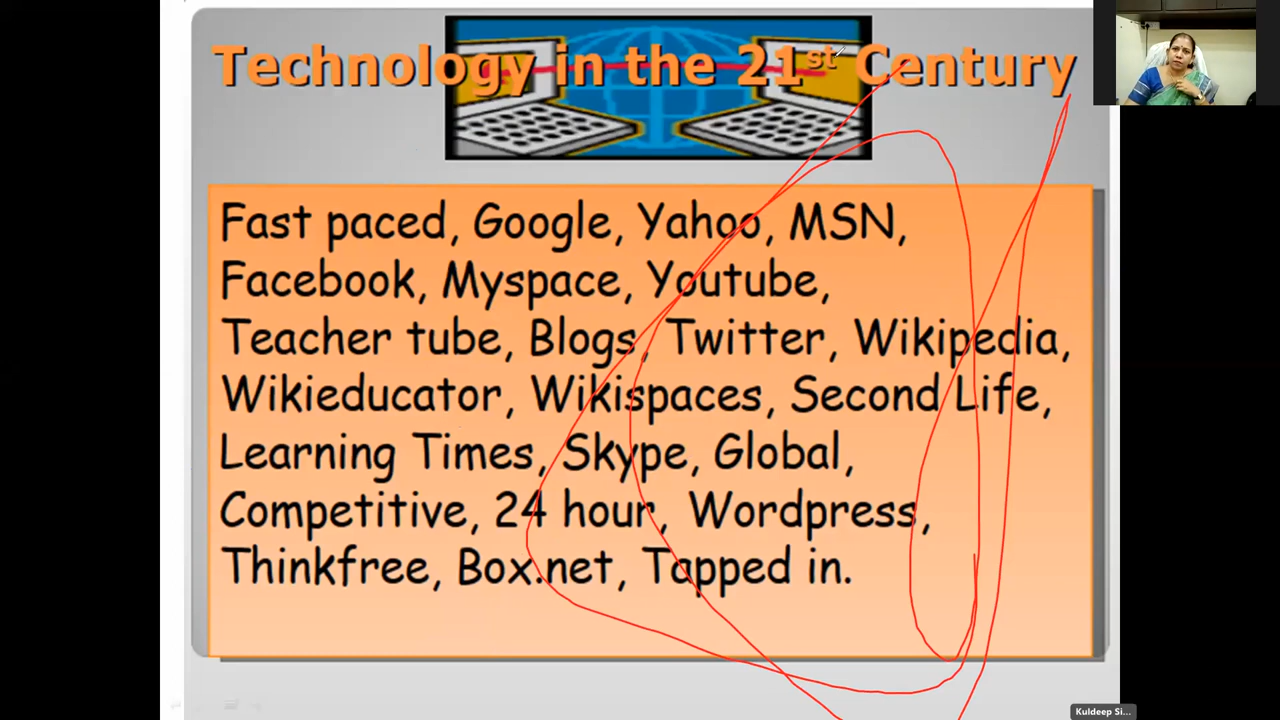 Technology in the 21st Century
Fast paced, Google, Yahoo, MSN,
Facebook, Myspace, Youtube,
Teacher tube, Blogs, Twitter, Wikipedia,
Wikieducator, Wikispaces, Second Life,
Learning Times, Skype, Global,
Competitive, 24 hour, Wordpress,
Thinkfree, Box.net, Tapped in.
Kuldeep Si...